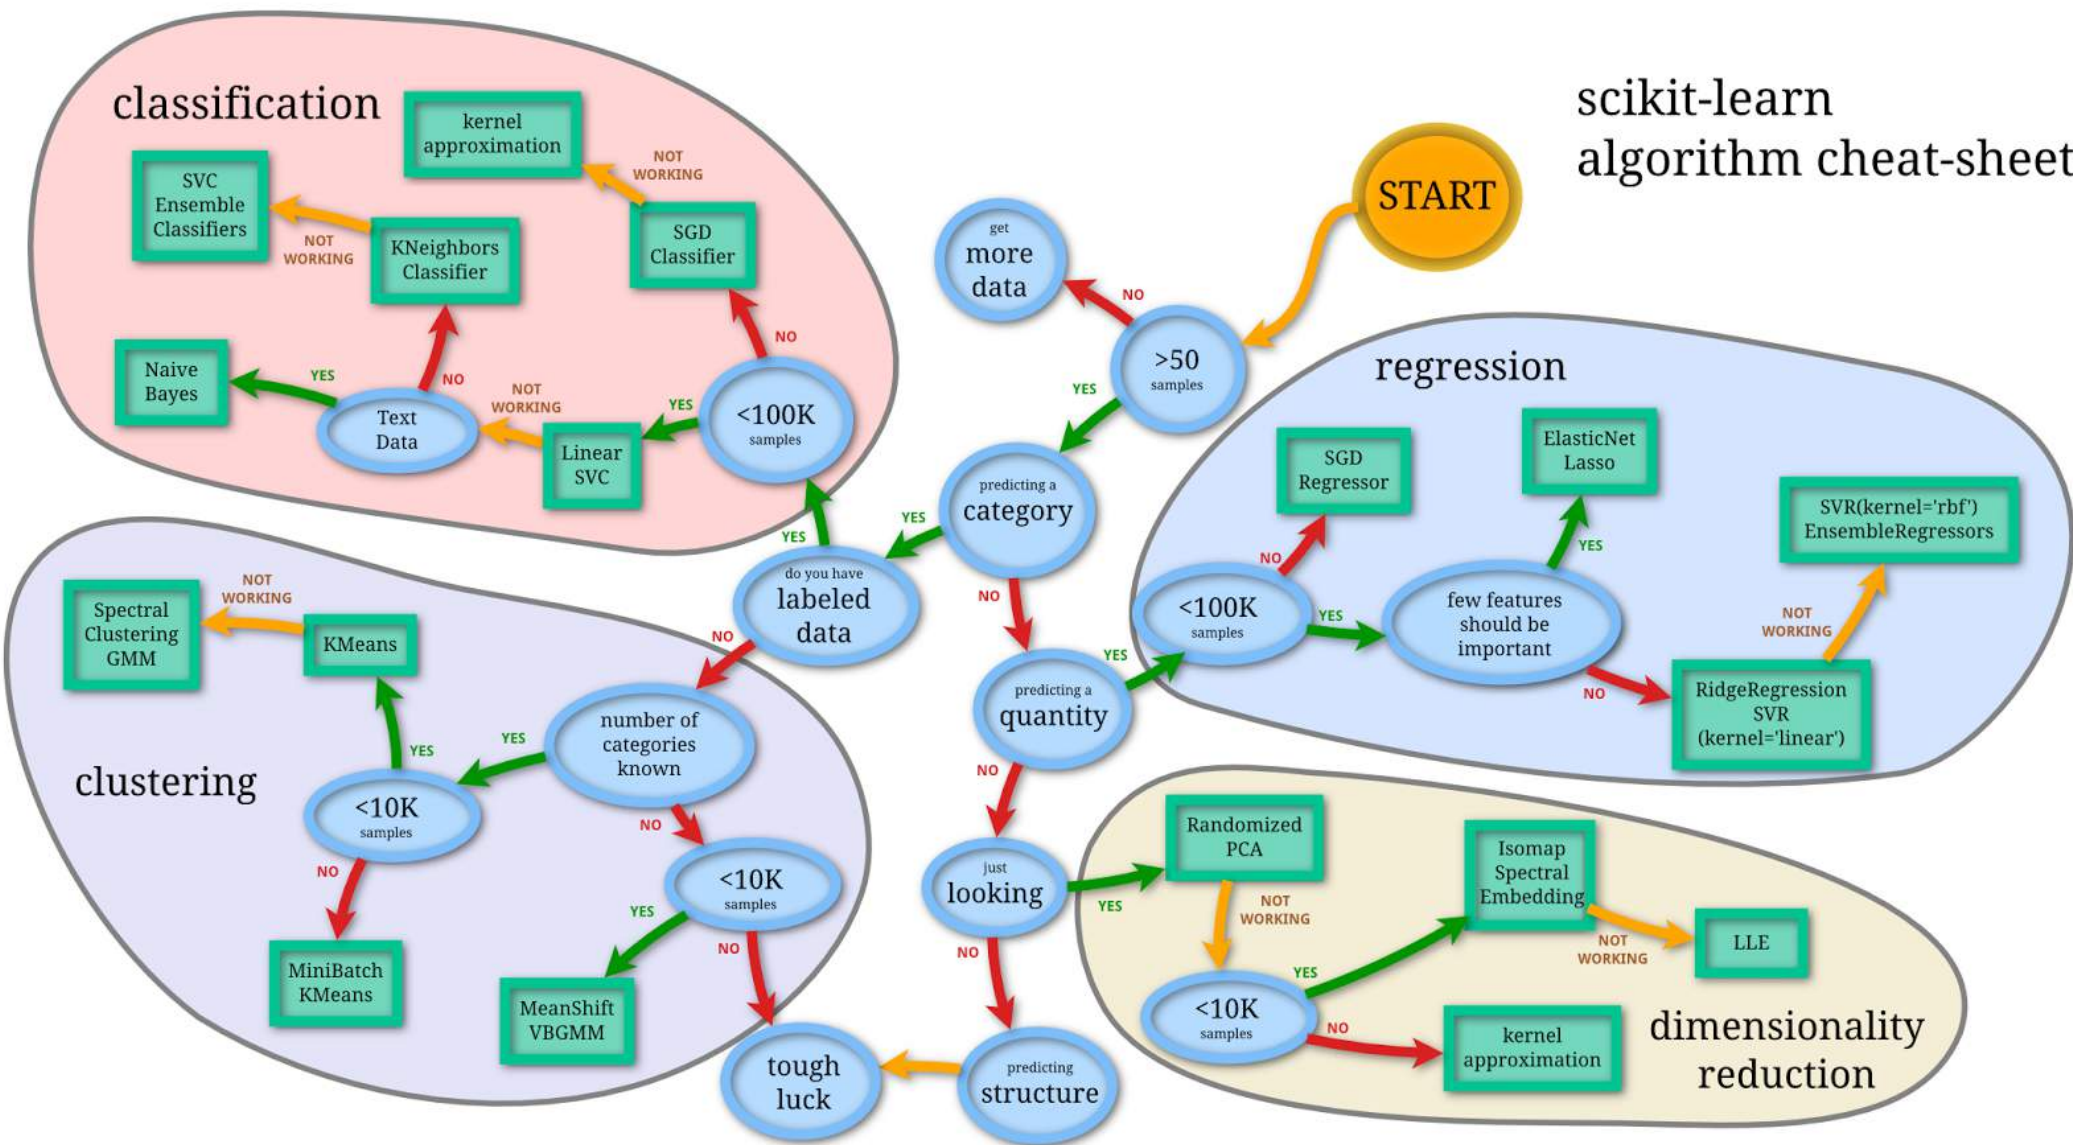 scikit-learn
algorithm cheat-sheet
START
get
more
data
NO
>50
samples
YES
predicting a
category
YES
NO
do you have
labeled
data
YES
NO
predicting a
quantity
YES
NO
just
looking
YES
NO
predicting
structure
tough
luck
classification
kernel
approximation
NOT
WORKING
SVC
Ensemble
Classifiers
NOT
WORKING
KNeighbors
Classifier
SGD
Classifier
NO
Naive
Bayes
YES
NO
Text
Data
NOT
WORKING
Linear
SVC
YES
<100K
samples
regression
SGD
Regressor
ElasticNet
Lasso
SVR(kernel='rbf')
EnsembleRegressors
NO
YES
<100K
samples
YES
few features
should be
important
NOT
WORKING
NO
RidgeRegression
SVR
(kernel='linear')
clustering
Spectral
Clustering
GMM
NOT
WORKING
KMeans
number of
categories
known
YES
YES
<10K
samples
NO
NO
<10K
samples
YES
NO
MiniBatch
KMeans
MeanShift
VBGMM
dimensionality
reduction
Randomized
PCA
NOT
WORKING
Isomap
Spectral
Embedding
NOT
WORKING
LLE
YES
<10K
samples
NO
kernel
approximation